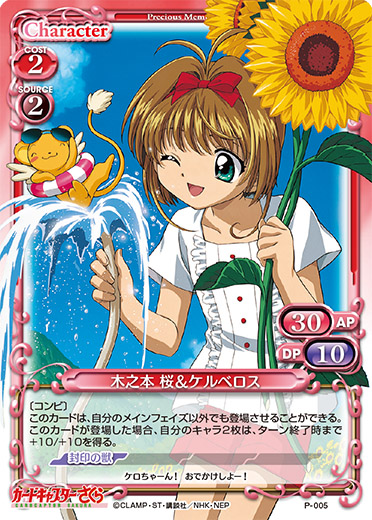 Precious Mem
Character
COST
2
SOURCE
2
30 AP
DP 10
木之本 桜&ケルベロス
[コンビ]
このカードは、自分のメインフェイズ以外でも登場させることができる。
このカードが登場した場合、自分のキャラ2枚は、ターン終了時まで
+10/+10を得る。
封印の獣
ケロちゃーん! おでかけしよー!
カードキャプターさくら
CARDCAPTOR SAKURA
©CLAMP・ST・講談社/NHK・NEP
P-005